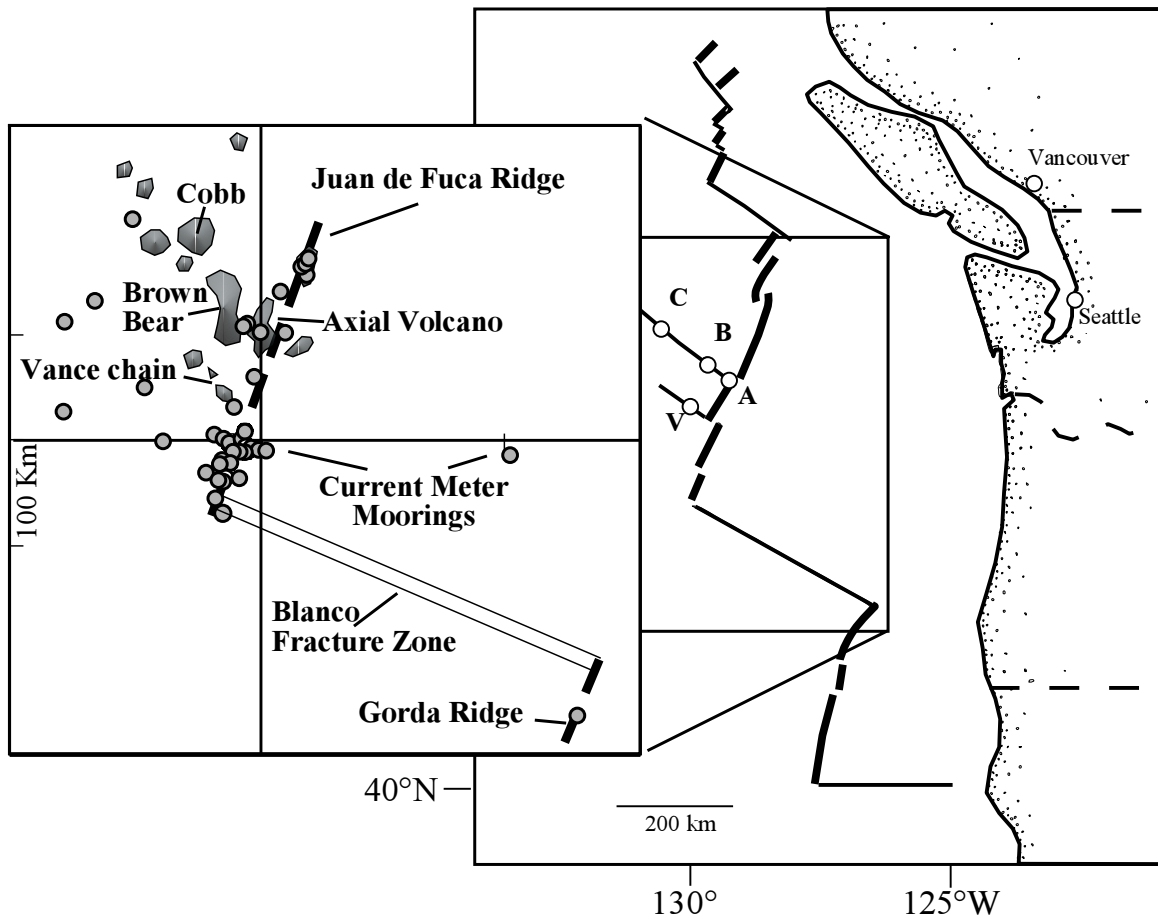 Juan de Fuca Ridge
Cobb
Brown
Bear
Axial Volcano
Vance chain
100 Km
Current Meter
Moorings
Blanco
Fracture Zone
Gorda Ridge
Vancouver
Seattle
C
B
A
V
40°N
200 km
130°
125°W